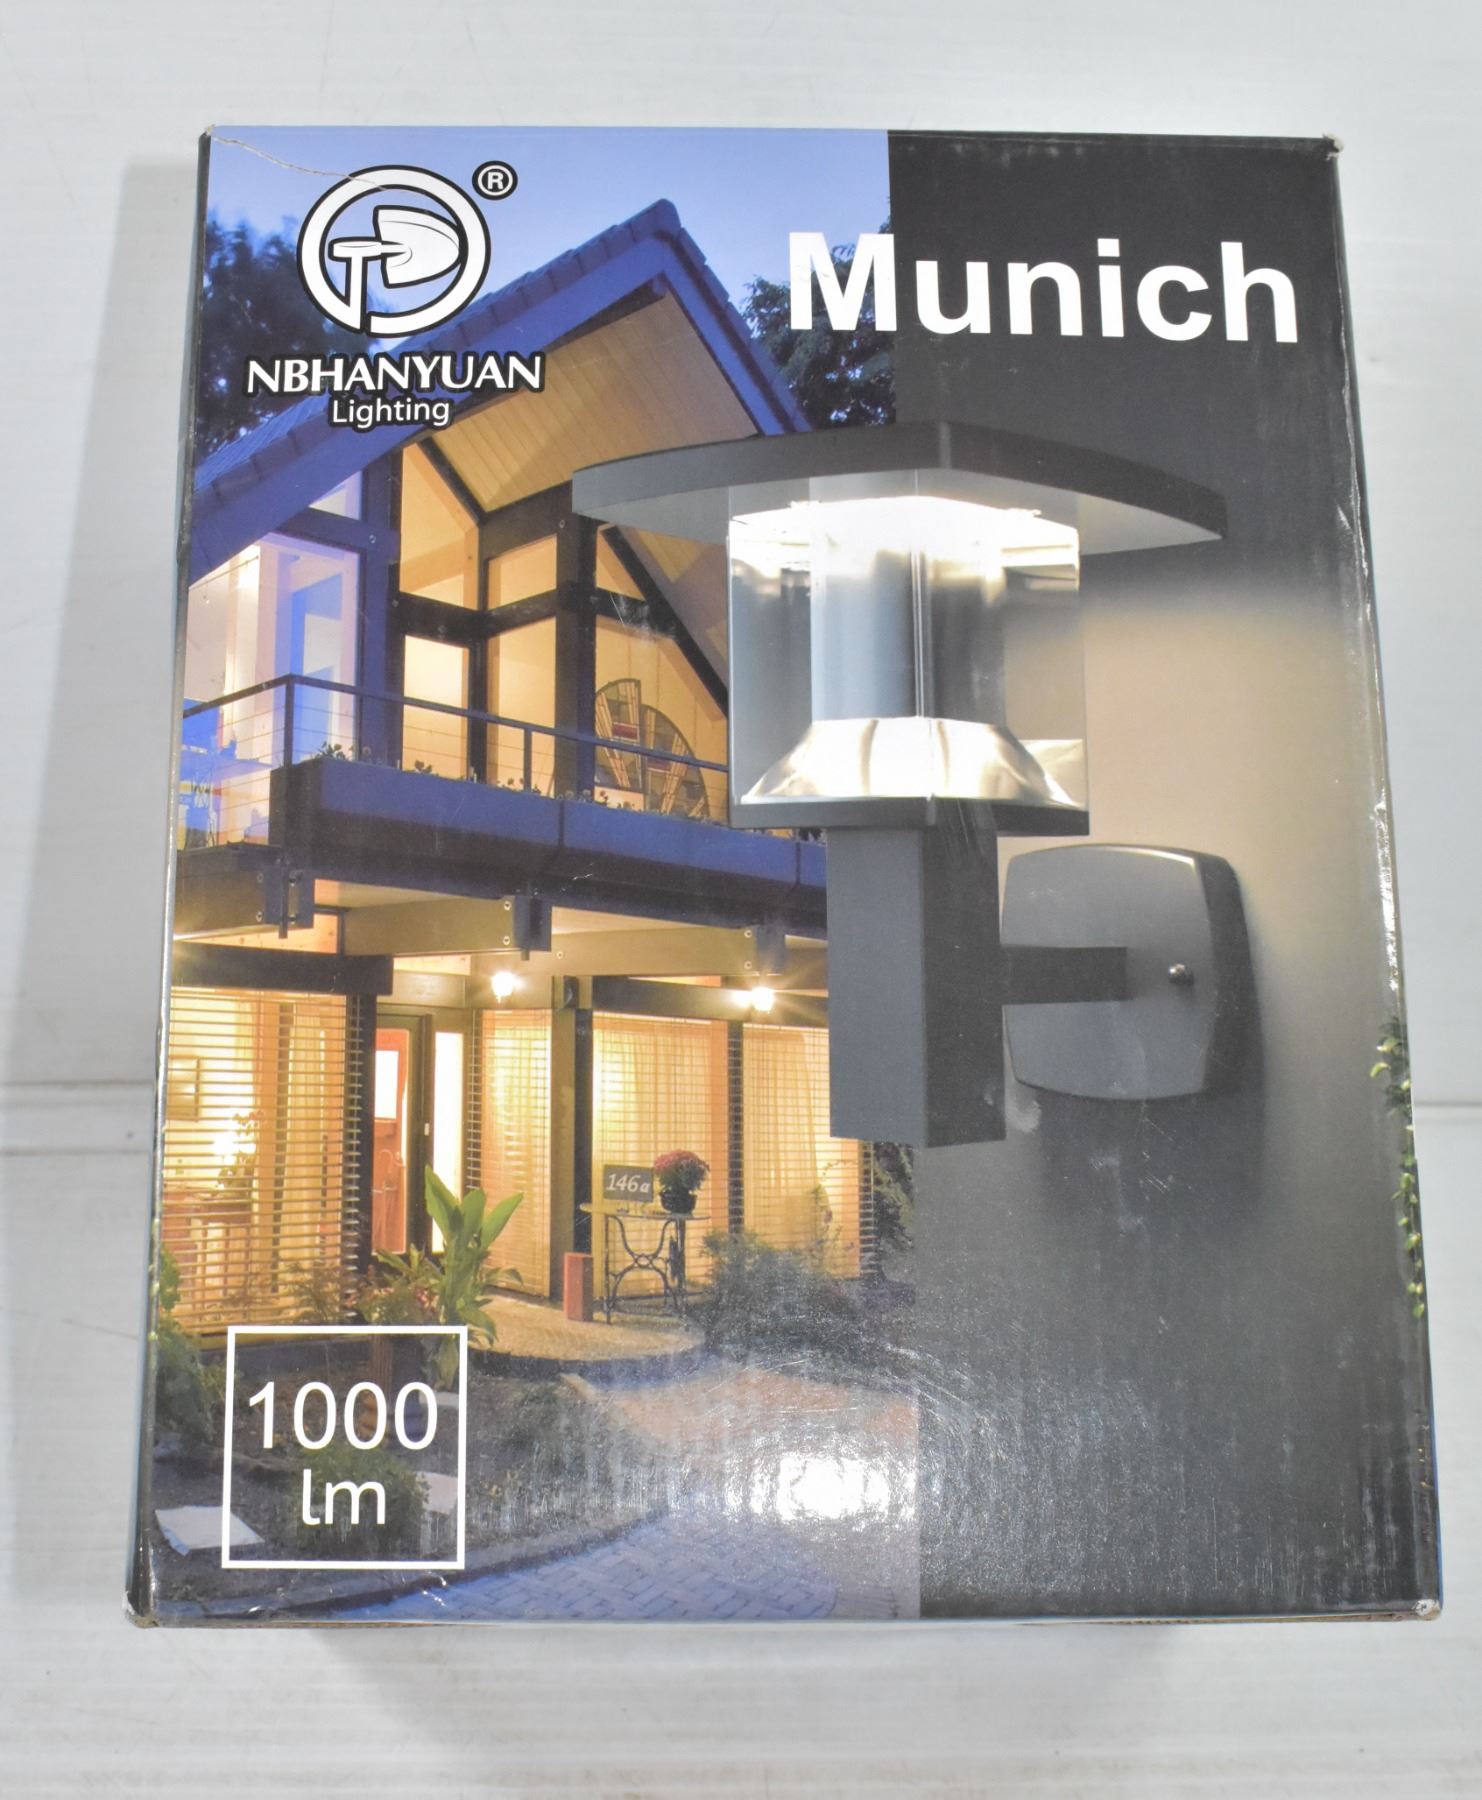 ®
NBHANYUAN
Lighting
Munich
146a
1000
lm